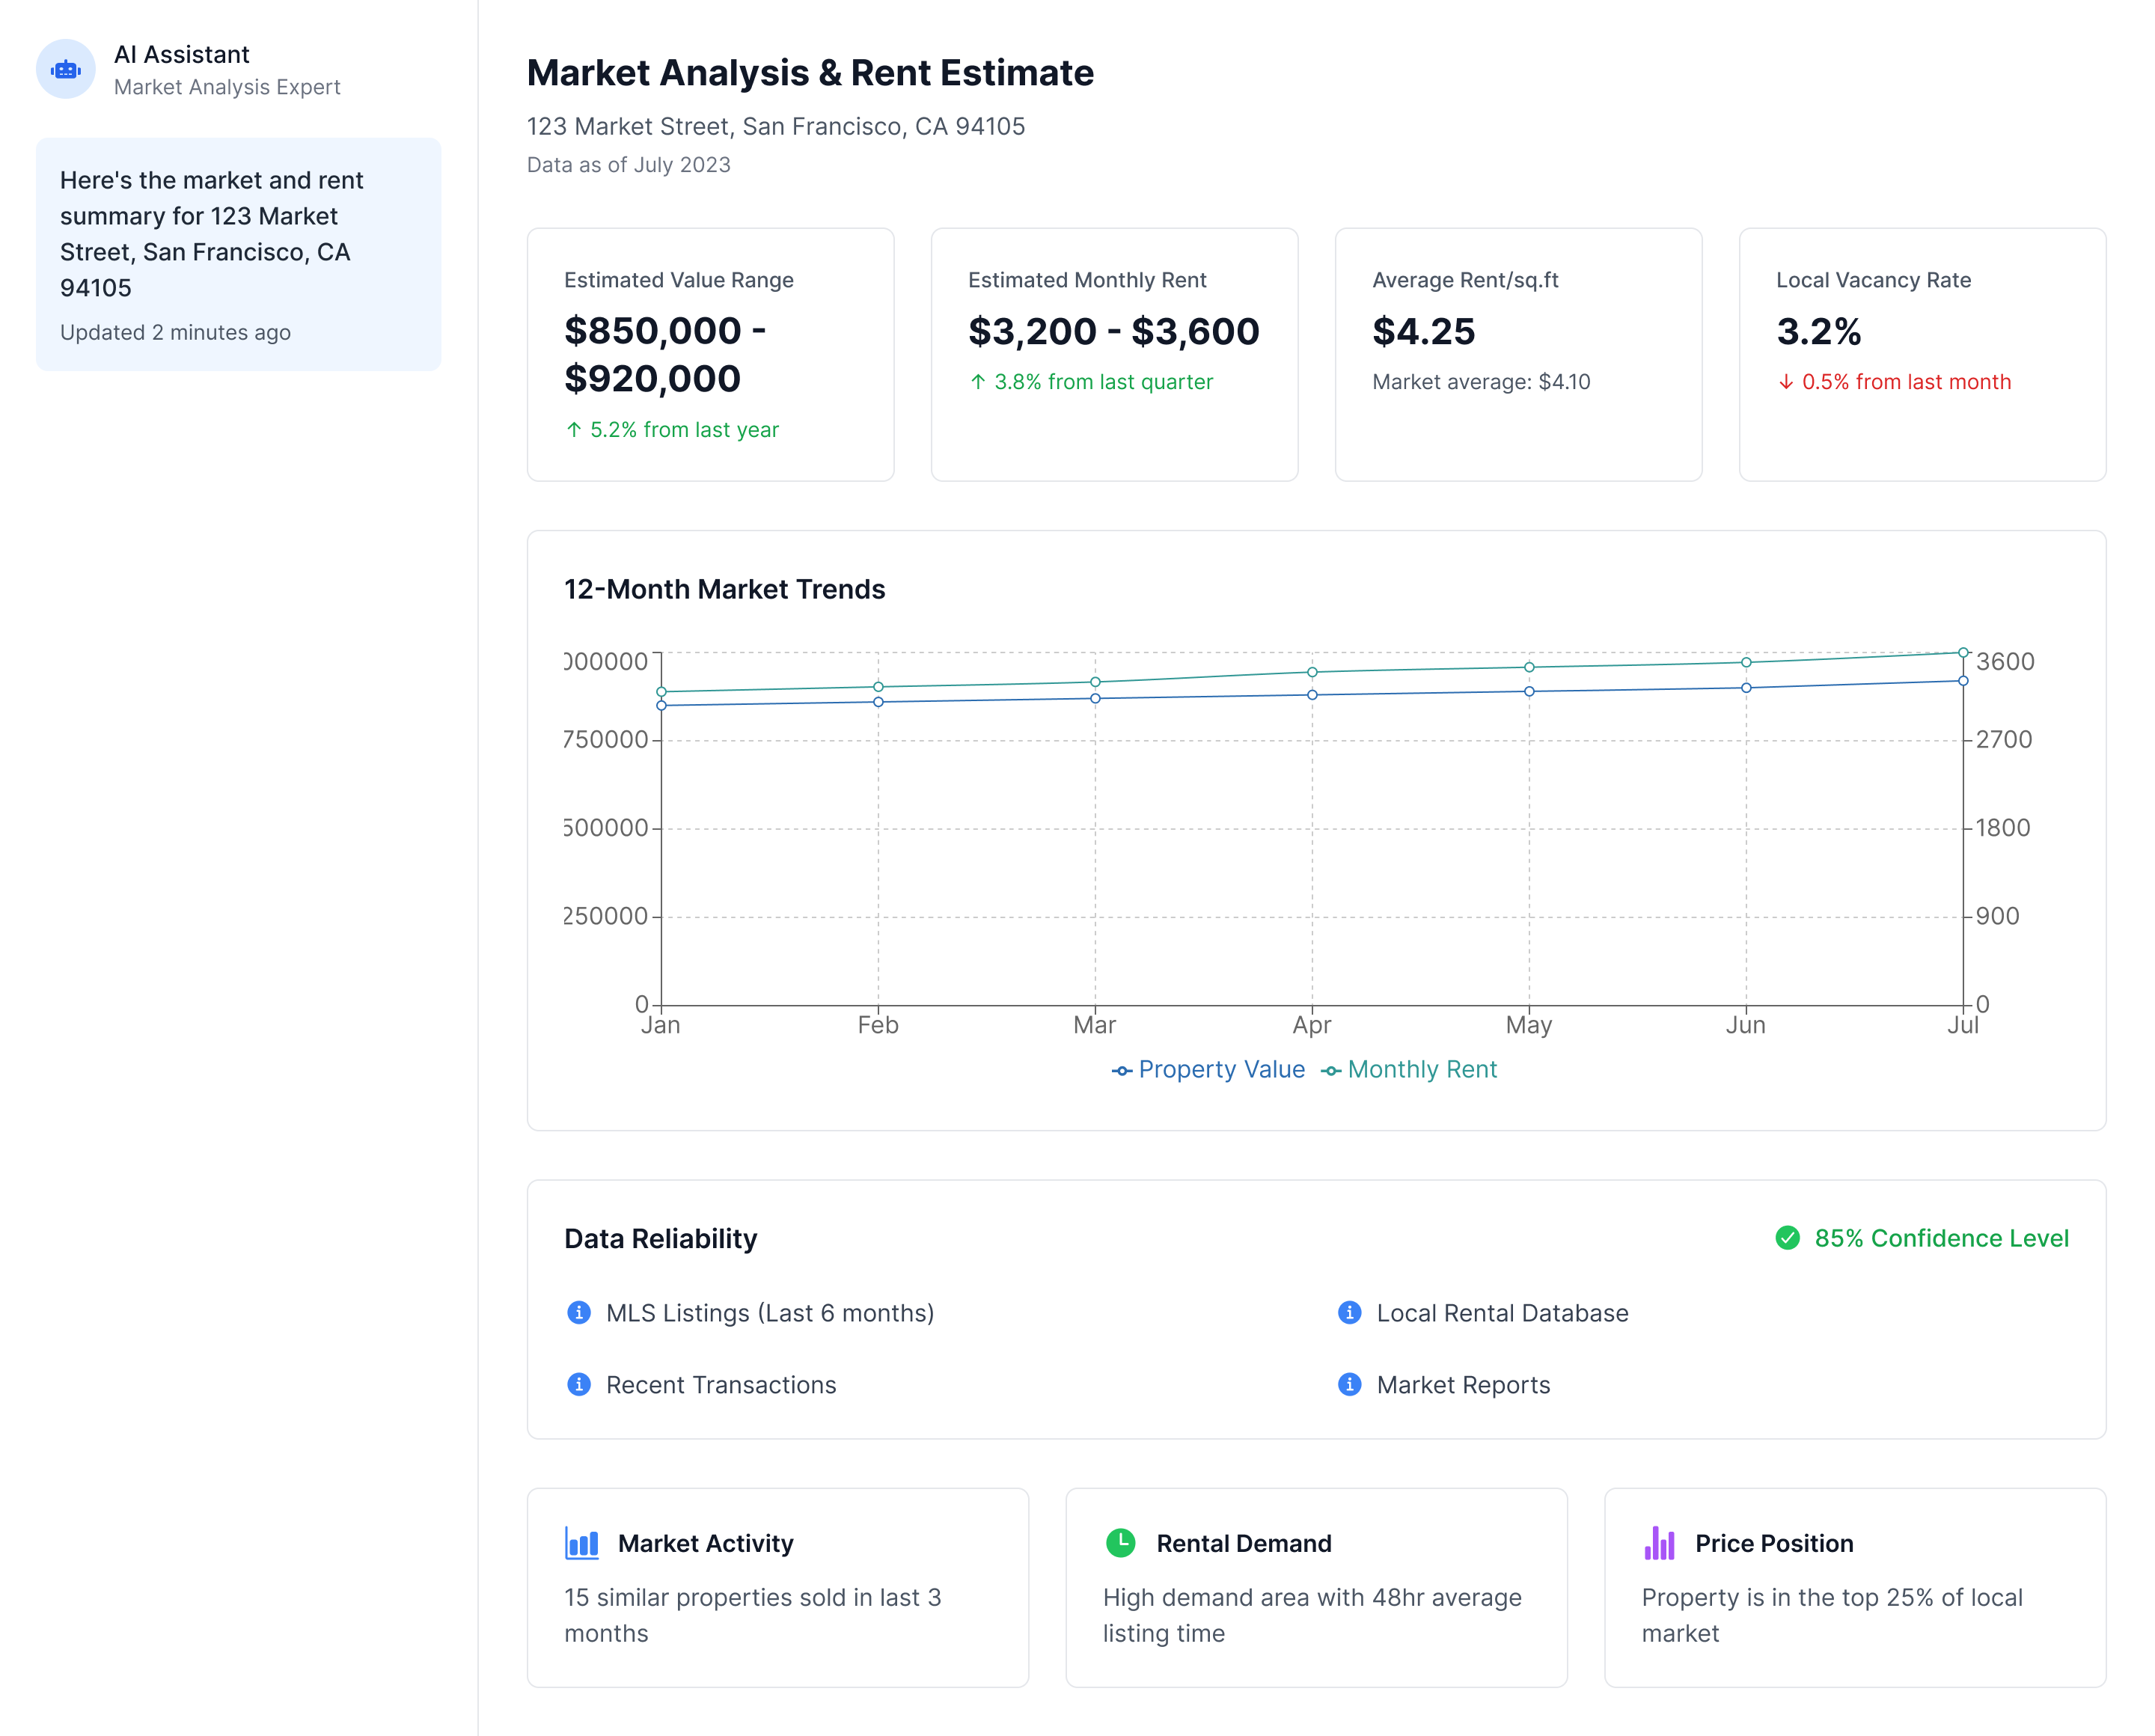 AI Assistant
Market Analysis Expert
Here's the market and rent
summary for 123 Market
Street, San Francisco, CA
94105
Updated 2 minutes ago
Market Analysis & Rent Estimate
123 Market Street, San Francisco, CA 94105
Data as of July 2023
Estimated Value Range
$850,000 -
$920,000
↑ 5.2% from last year
Estimated Monthly Rent
$3,200 - $3,600
↑ 3.8% from last quarter
Average Rent/sq.ft
$4.25
Market average: $4.10
Local Vacancy Rate
3.2%
↓ 0.5% from last month
12-Month Market Trends
000000
750000
500000
250000
0
3600
2700
1800
900
0
Jan Feb Mar Apr May Jun Jul
Property Value Monthly Rent
Data Reliability
85% Confidence Level
MLS Listings (Last 6 months)
Local Rental Database
Recent Transactions
Market Reports
Market Activity
15 similar properties sold in last 3
months
Rental Demand
High demand area with 48hr average
listing time
Price Position
Property is in the top 25% of local
market